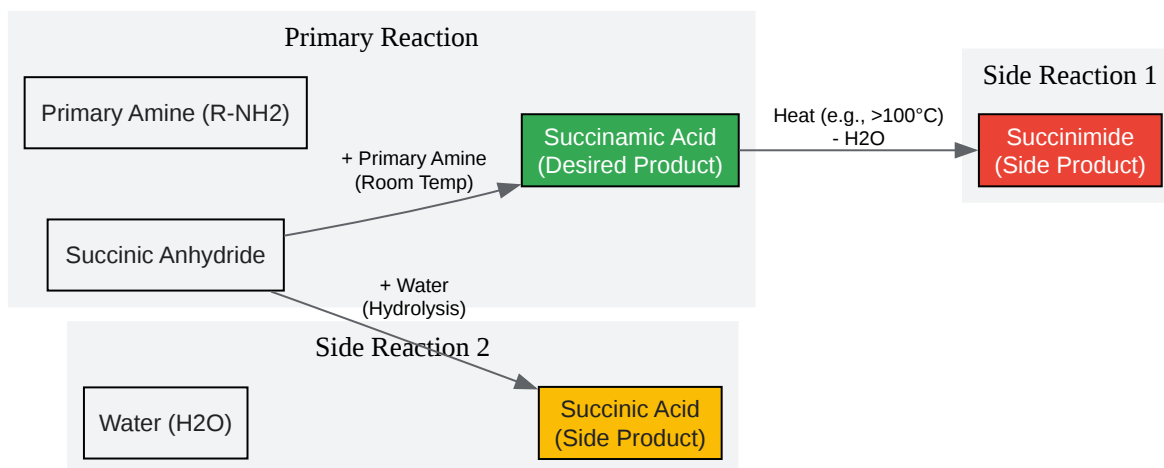 Primary Reaction
Side Reaction 1
Primary Amine (R-NH2)
Heat (e.g., >100°C)
- H2O
Succinamic Acid
(Desired Product)
Succinimide
(Side Product)
+ Primary Amine
(Room Temp)
Succinic Anhydride
+ Water
(Hydrolysis)
Side Reaction 2
Water (H2O)
Succinic Acid
(Side Product)